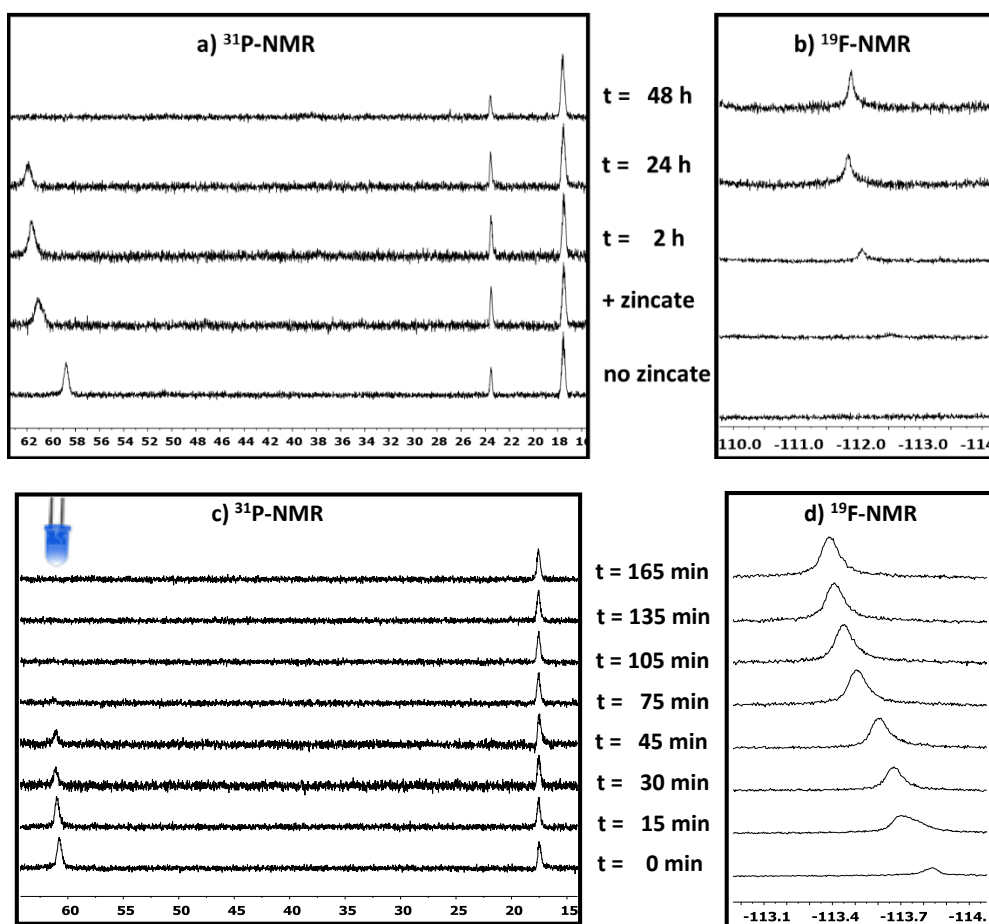 a) ³¹P-NMR
b) ¹⁹F-NMR
t = 48 h
t = 24 h
t = 2 h
+ zincate
no zincate
62 60 58 56 54 52 50 48 46 44 42 40 38 36 34 32 30 28 26 24 22 20 18 16
110.0 -111.0 -112.0 -113.0 -114
c) ³¹P-NMR
d) ¹⁹F-NMR
t = 165 min
t = 135 min
t = 105 min
t = 75 min
t = 45 min
t = 30 min
t = 15 min
t = 0 min
60 55 50 45 40 35 30 25 20 15
-113.1 -113.4 -113.7 -114.